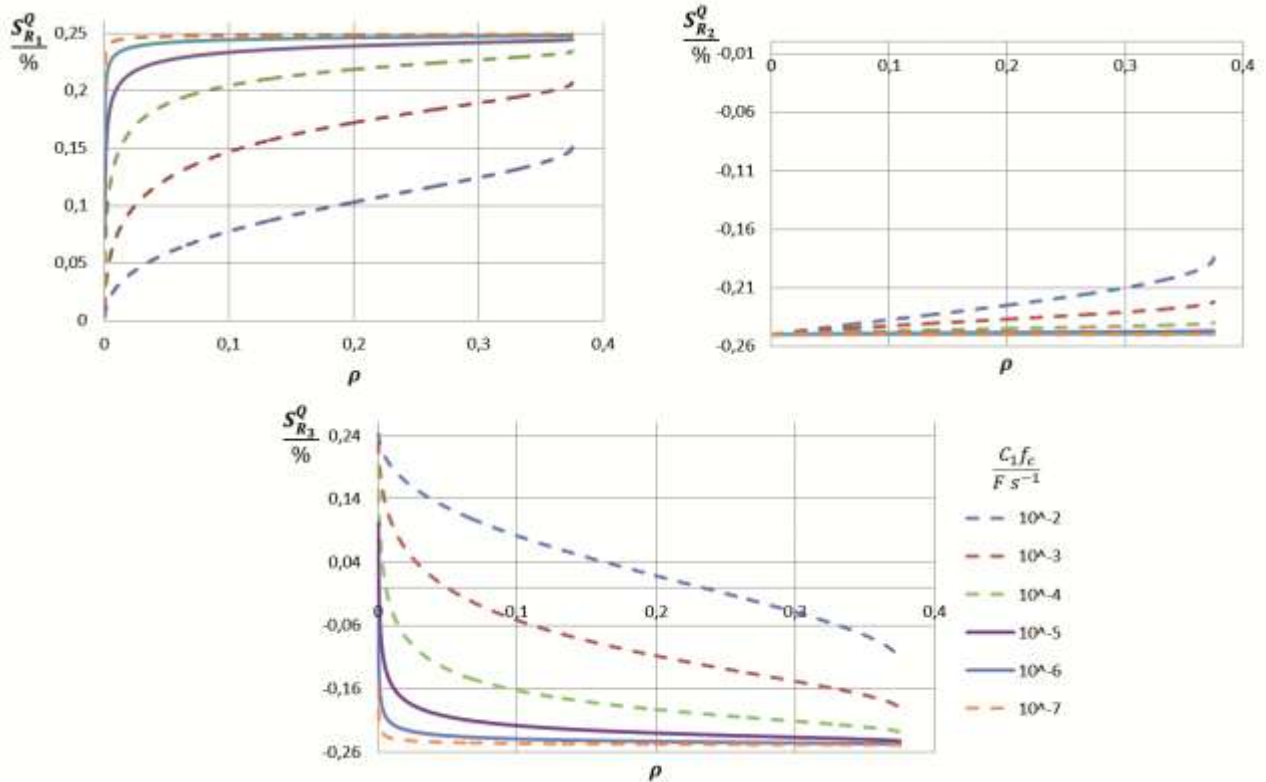 S^Q_{R_1}
%
0,25
0,2
0,15
0,1
0,05
0
0 0,1 0,2 0,3 0,4
ρ
S^Q_{R_2}
%
-0,01
0 0,1 0,2 0,3 0,4
-0,06
-0,11
-0,16
-0,21
-0,26
ρ
S^Q_{R_3}
%
0,24
0,14
0,04
0 0,1 0,2 0,3 0,4
-0,06
-0,16
-0,26
ρ
C_1 f_c
F s^{-1}
10^-2
10^-3
10^-4
10^-5
10^-6
10^-7